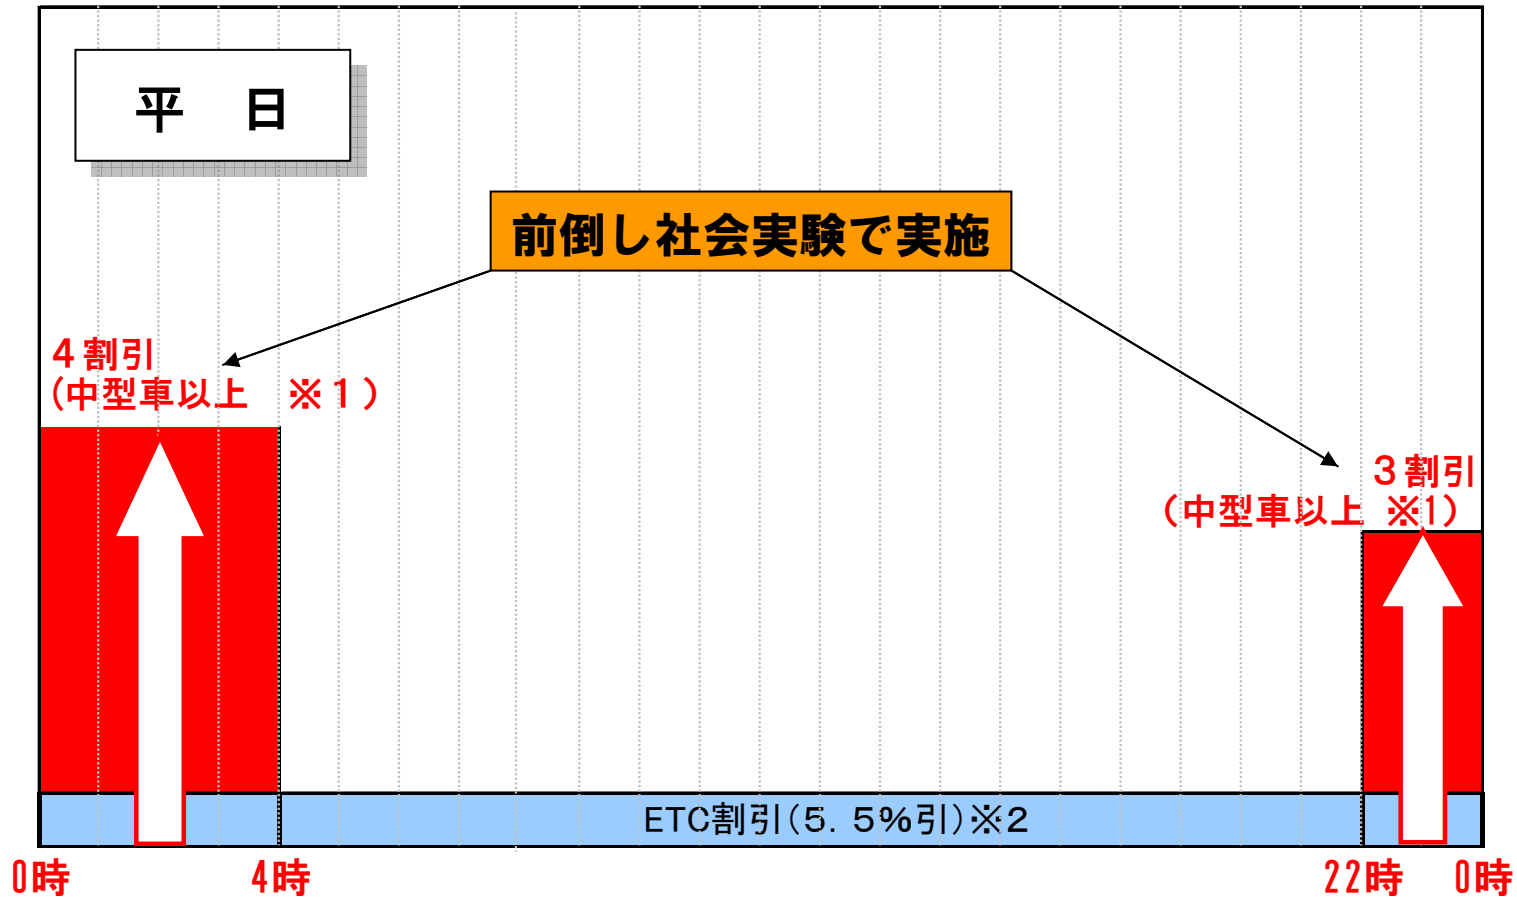 平　日
前倒し社会実験で実施
４割引
(中型車以上　※１)
３割引
(中型車以上 ※1)
ETC割引(５．５％引)※２
0時
4時
22時
0時